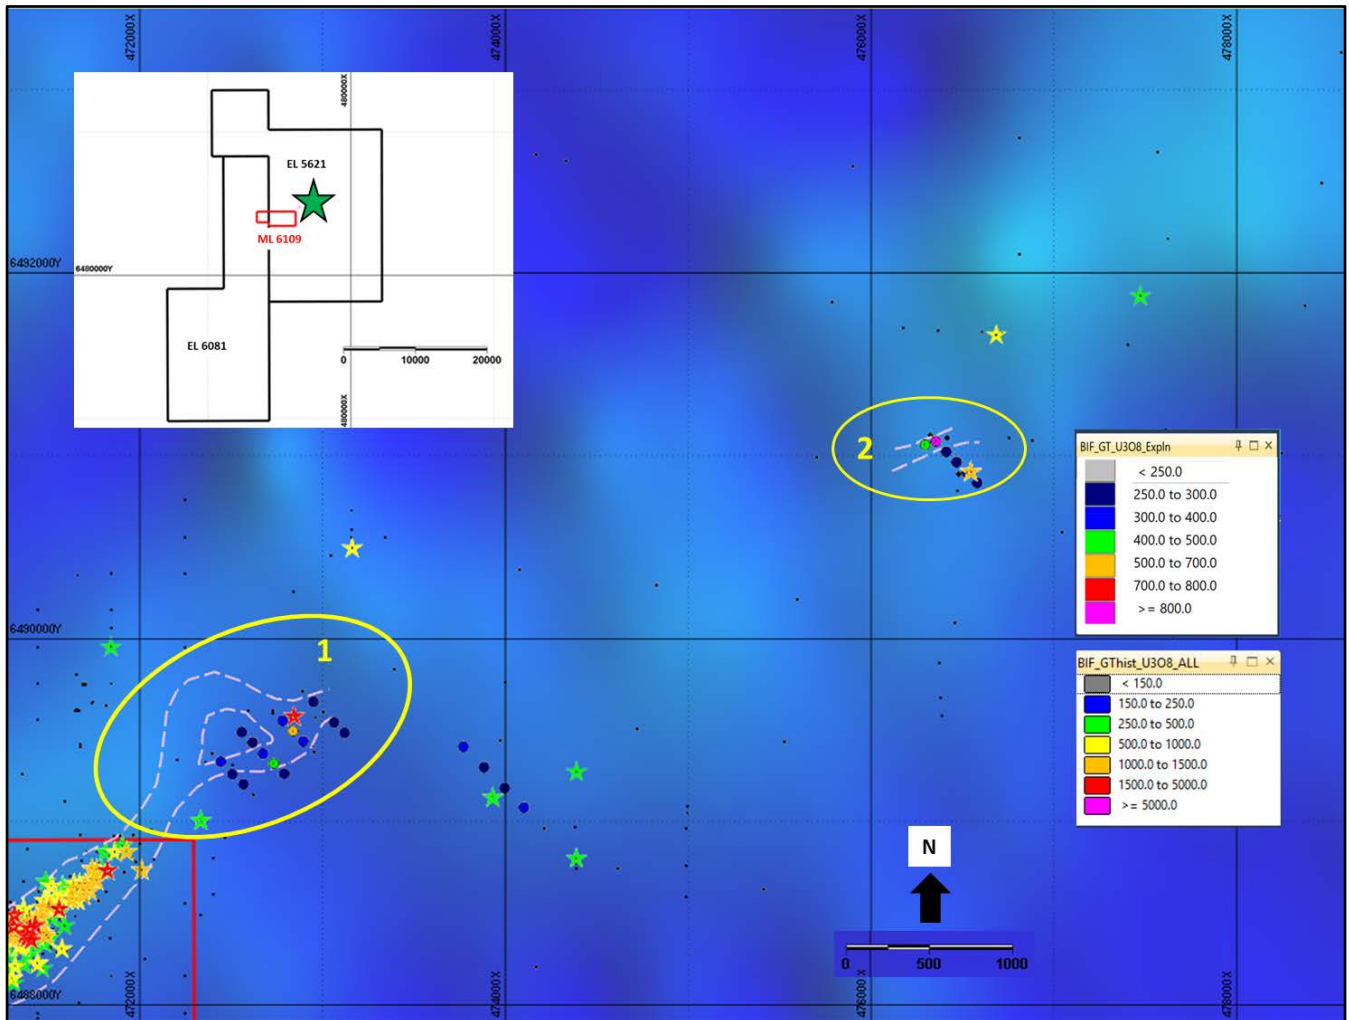 472000X
474000X
476000X
478000X
480000X
EL 5621
ML 6109
6480000Y
EL 6081
0 10000 20000
480000X
6492000Y
2
BIF_GT_U3O8_Expln
< 250.0
250.0 to 300.0
300.0 to 400.0
400.0 to 500.0
500.0 to 700.0
700.0 to 800.0
>= 800.0
6490000Y
1
BIF_GThist_U3O8_ALL
< 150.0
150.0 to 250.0
250.0 to 500.0
500.0 to 1000.0
1000.0 to 1500.0
1500.0 to 5000.0
>= 5000.0
N
0 500 1000
6488000Y
472000X
474000X
476000X
478000X